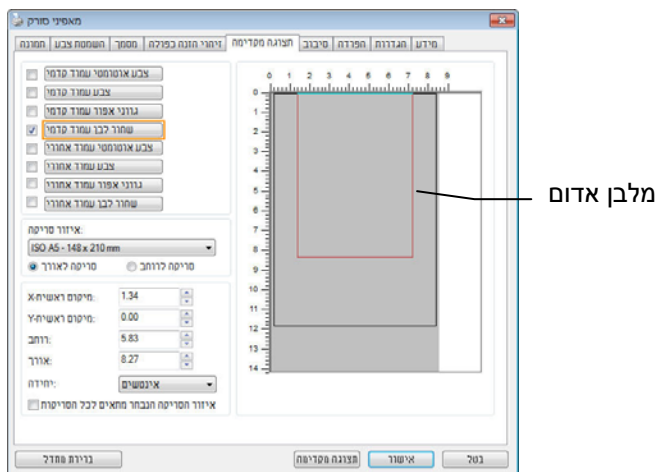 מאפיני סורק
תמונה
השמטת צבע
מסמך
זיהוי הזנה כפולה
תצוגה מקדימה
סיבוב
הפרדה
הגדרות
מידע
צבע אוטומטי עמוד קדמי
צבע עמוד קדמי
גווני אפור עמוד קדמי
שחור לבן עמוד קדמי
צבע אוטומטי עמוד אחורי
צבע עמוד אחורי
גווני אפור עמוד אחורי
שחור לבן עמוד אחורי
איזור סריקה:
ISO A5 - 148 x 210 mm
סריקה לאורך
סריקה לרוחב
מיקום ראשית-X: 1.34
מיקום ראשית-Y: 0.00
רוחב: 5.83
אורך: 8.27
יחידה: אינטשים
איזור הסריקה הנבחר מתאים לכל הסריקות
0 1 2 3 4 5 6 7 8 9
0
1
2
3
4
5
6
7
8
9
10
11
12
13
14
מלבן אדום
ברירת מחדל
תצוגה מקדימה
אישור
בטל